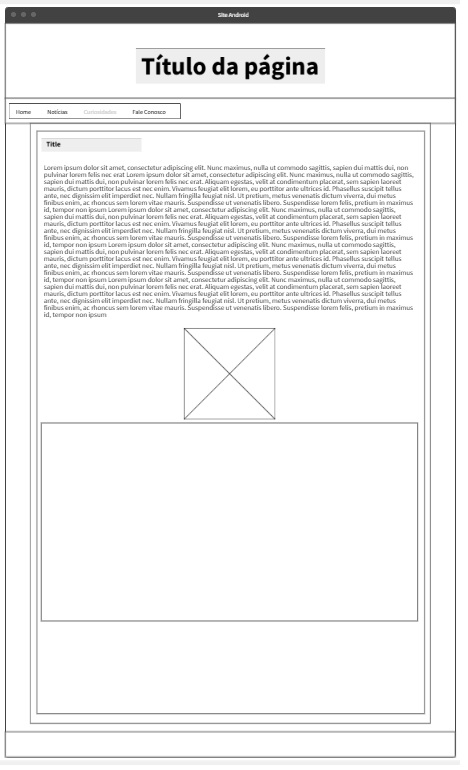 Site Android
Título da página
Home Notícias Curiosidades Fale Conosco
Title
Lorem ipsum dolor sit amet, consectetur adipiscing elit. Nunc maximus, nulla ut commodo sagittis, sapien dui mattis dui, non
pulvinar lorem felis nec erat Lorem ipsum dolor sit amet, consectetur adipiscing elit. Nunc maximus, nulla ut commodo sagittis,
sapien dui mattis dui, non pulvinar lorem felis nec erat. Aliquam egestas, velit at condimentum placerat, sem sapien laoreet
mauris, dictum porttitor lacus est nec enim. Vivamus feugiat elit lorem, eu porttitor ante ultrices id. Phasellus suscipit tellus
ante, nec dignissim elit imperdiet nec. Nullam fringilla feugiat nisl. Ut pretium, metus vitae dictum viverra, dui metus
finibus enim, ac rhoncus sem lorem vitae mauris. Suspendisse ut venenatis libero. Suspendisse lorem felis, pretium in maximus
id, tempor non ipsum Lorem ipsum dolor sit amet, consectetur adipiscing elit. Nunc maximus, nulla ut commodo sagittis,
sapien dui mattis dui, non pulvinar lorem felis nec erat. Aliquam egestas, velit at condimentum placerat, sem sapien laoreet
mauris, dictum porttitor lacus est nec enim. Vivamus feugiat elit lorem, eu porttitor ante ultrices id. Phasellus suscipit tellus
ante, nec dignissim elit imperdiet nec. Nullam fringilla feugiat nisl. Ut pretium, metus vitae dictum viverra, dui metus
finibus enim, ac rhoncus sem lorem vitae mauris. Suspendisse ut venenatis libero. Suspendisse lorem felis, pretium in maximus
id, tempor non ipsum Lorem ipsum dolor sit amet, consectetur adipiscing elit. Nunc maximus, nulla ut commodo sagittis,
sapien dui mattis dui, non pulvinar lorem felis nec erat. Aliquam egestas, velit at condimentum placerat, sem sapien laoreet
mauris, dictum porttitor lacus est nec enim. Vivamus feugiat elit lorem, eu porttitor ante ultrices id. Phasellus suscipit tellus
ante, nec dignissim elit imperdiet nec. Nullam fringilla feugiat nisl. Ut pretium, metus dictum viverra, dui metus
finibus enim, ac rhoncus sem lorem vitae mauris. Suspendisse ut venenatis libero. Suspendisse lorem felis, pretium in maximus
id, tempor non ipsum Lorem ipsum dolor sit amet, consectetur adipiscing elit. Nunc maximus, nulla ut commodo sagittis,
sapien dui mattis dui, non pulvinar lorem felis nec erat. Aliquam egestas, velit at condimentum placerat, sem sapien laoreet
mauris, dictum porttitor lacus est nec enim. Vivamus feugiat elit lorem, eu porttitor ante ultrices id. Phasellus suscipit tellus
ante, nec dignissim elit imperdiet nec. Nullam fringilla feugiat nisl. Ut pretium, metus dictum viverra, dui metus
finibus enim, ac rhoncus sem lorem vitae mauris. Suspendisse ut venenatis libero. Suspendisse lorem felis, pretium in maximus
id, tempor non ipsum